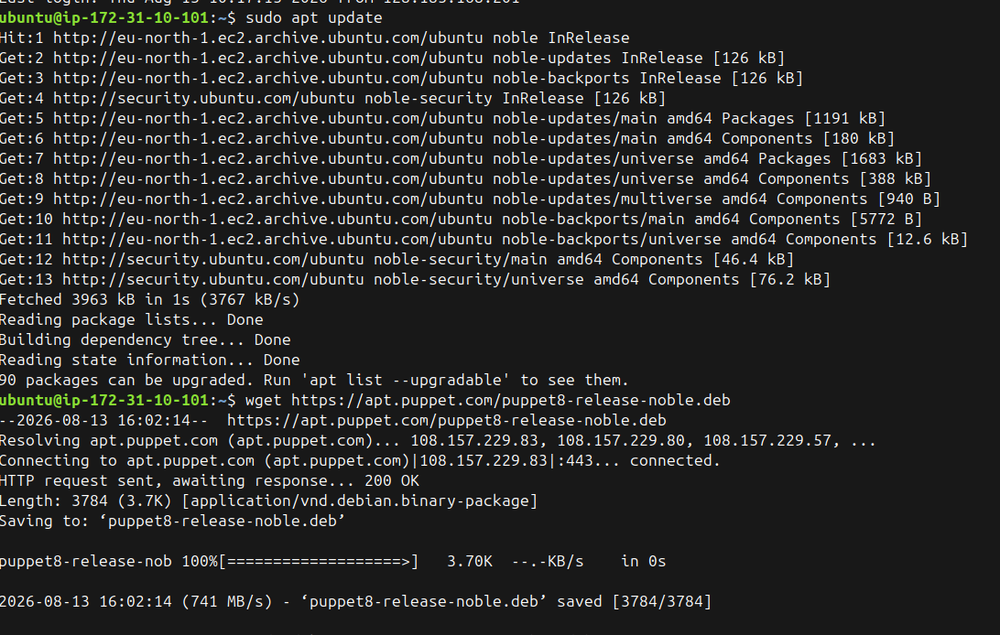 Last login: Thu Aug 13 10:17:13 2026 from 128.185.188.201
ubuntu@ip-172-31-10-101:~$ sudo apt update
Hit:1 http://eu-north-1.ec2.archive.ubuntu.com/ubuntu noble InRelease
Get:2 http://eu-north-1.ec2.archive.ubuntu.com/ubuntu noble-updates InRelease [126 kB]
Get:3 http://eu-north-1.ec2.archive.ubuntu.com/ubuntu noble-backports InRelease [126 kB]
Get:4 http://security.ubuntu.com/ubuntu noble-security InRelease [126 kB]
Get:5 http://eu-north-1.ec2.archive.ubuntu.com/ubuntu noble-updates/main amd64 Packages [1191 kB]
Get:6 http://eu-north-1.ec2.archive.ubuntu.com/ubuntu noble-updates/main amd64 Components [180 kB]
Get:7 http://eu-north-1.ec2.archive.ubuntu.com/ubuntu noble-updates/universe amd64 Packages [1683 kB]
Get:8 http://eu-north-1.ec2.archive.ubuntu.com/ubuntu noble-updates/universe amd64 Components [388 kB]
Get:9 http://eu-north-1.ec2.archive.ubuntu.com/ubuntu noble-updates/multiverse amd64 Components [940 B]
Get:10 http://eu-north-1.ec2.archive.ubuntu.com/ubuntu noble-backports/main amd64 Components [5772 B]
Get:11 http://eu-north-1.ec2.archive.ubuntu.com/ubuntu noble-backports/universe amd64 Components [12.6 kB]
Get:12 http://security.ubuntu.com/ubuntu noble-security/main amd64 Components [46.4 kB]
Get:13 http://security.ubuntu.com/ubuntu noble-security/universe amd64 Components [76.2 kB]
Fetched 3963 kB in 1s (3767 kB/s)
Reading package lists... Done
Building dependency tree... Done
Reading state information... Done
90 packages can be upgraded. Run 'apt list --upgradable' to see them.
ubuntu@ip-172-31-10-101:~$ wget https://apt.puppet.com/puppet8-release-noble.deb
--2026-08-13 16:02:14--  https://apt.puppet.com/puppet8-release-noble.deb
Resolving apt.puppet.com (apt.puppet.com)... 108.157.229.83, 108.157.229.80, 108.157.229.57, ...
Connecting to apt.puppet.com (apt.puppet.com)|108.157.229.83|:443... connected.
HTTP request sent, awaiting response... 200 OK
Length: 3784 (3.7K) [application/vnd.debian.binary-package]
Saving to: ‘puppet8-release-noble.deb’
puppet8-release-nob 100%[===================>]   3.70K  --.-KB/s    in 0s
2026-08-13 16:02:14 (741 MB/s) - ‘puppet8-release-noble.deb’ saved [3784/3784]